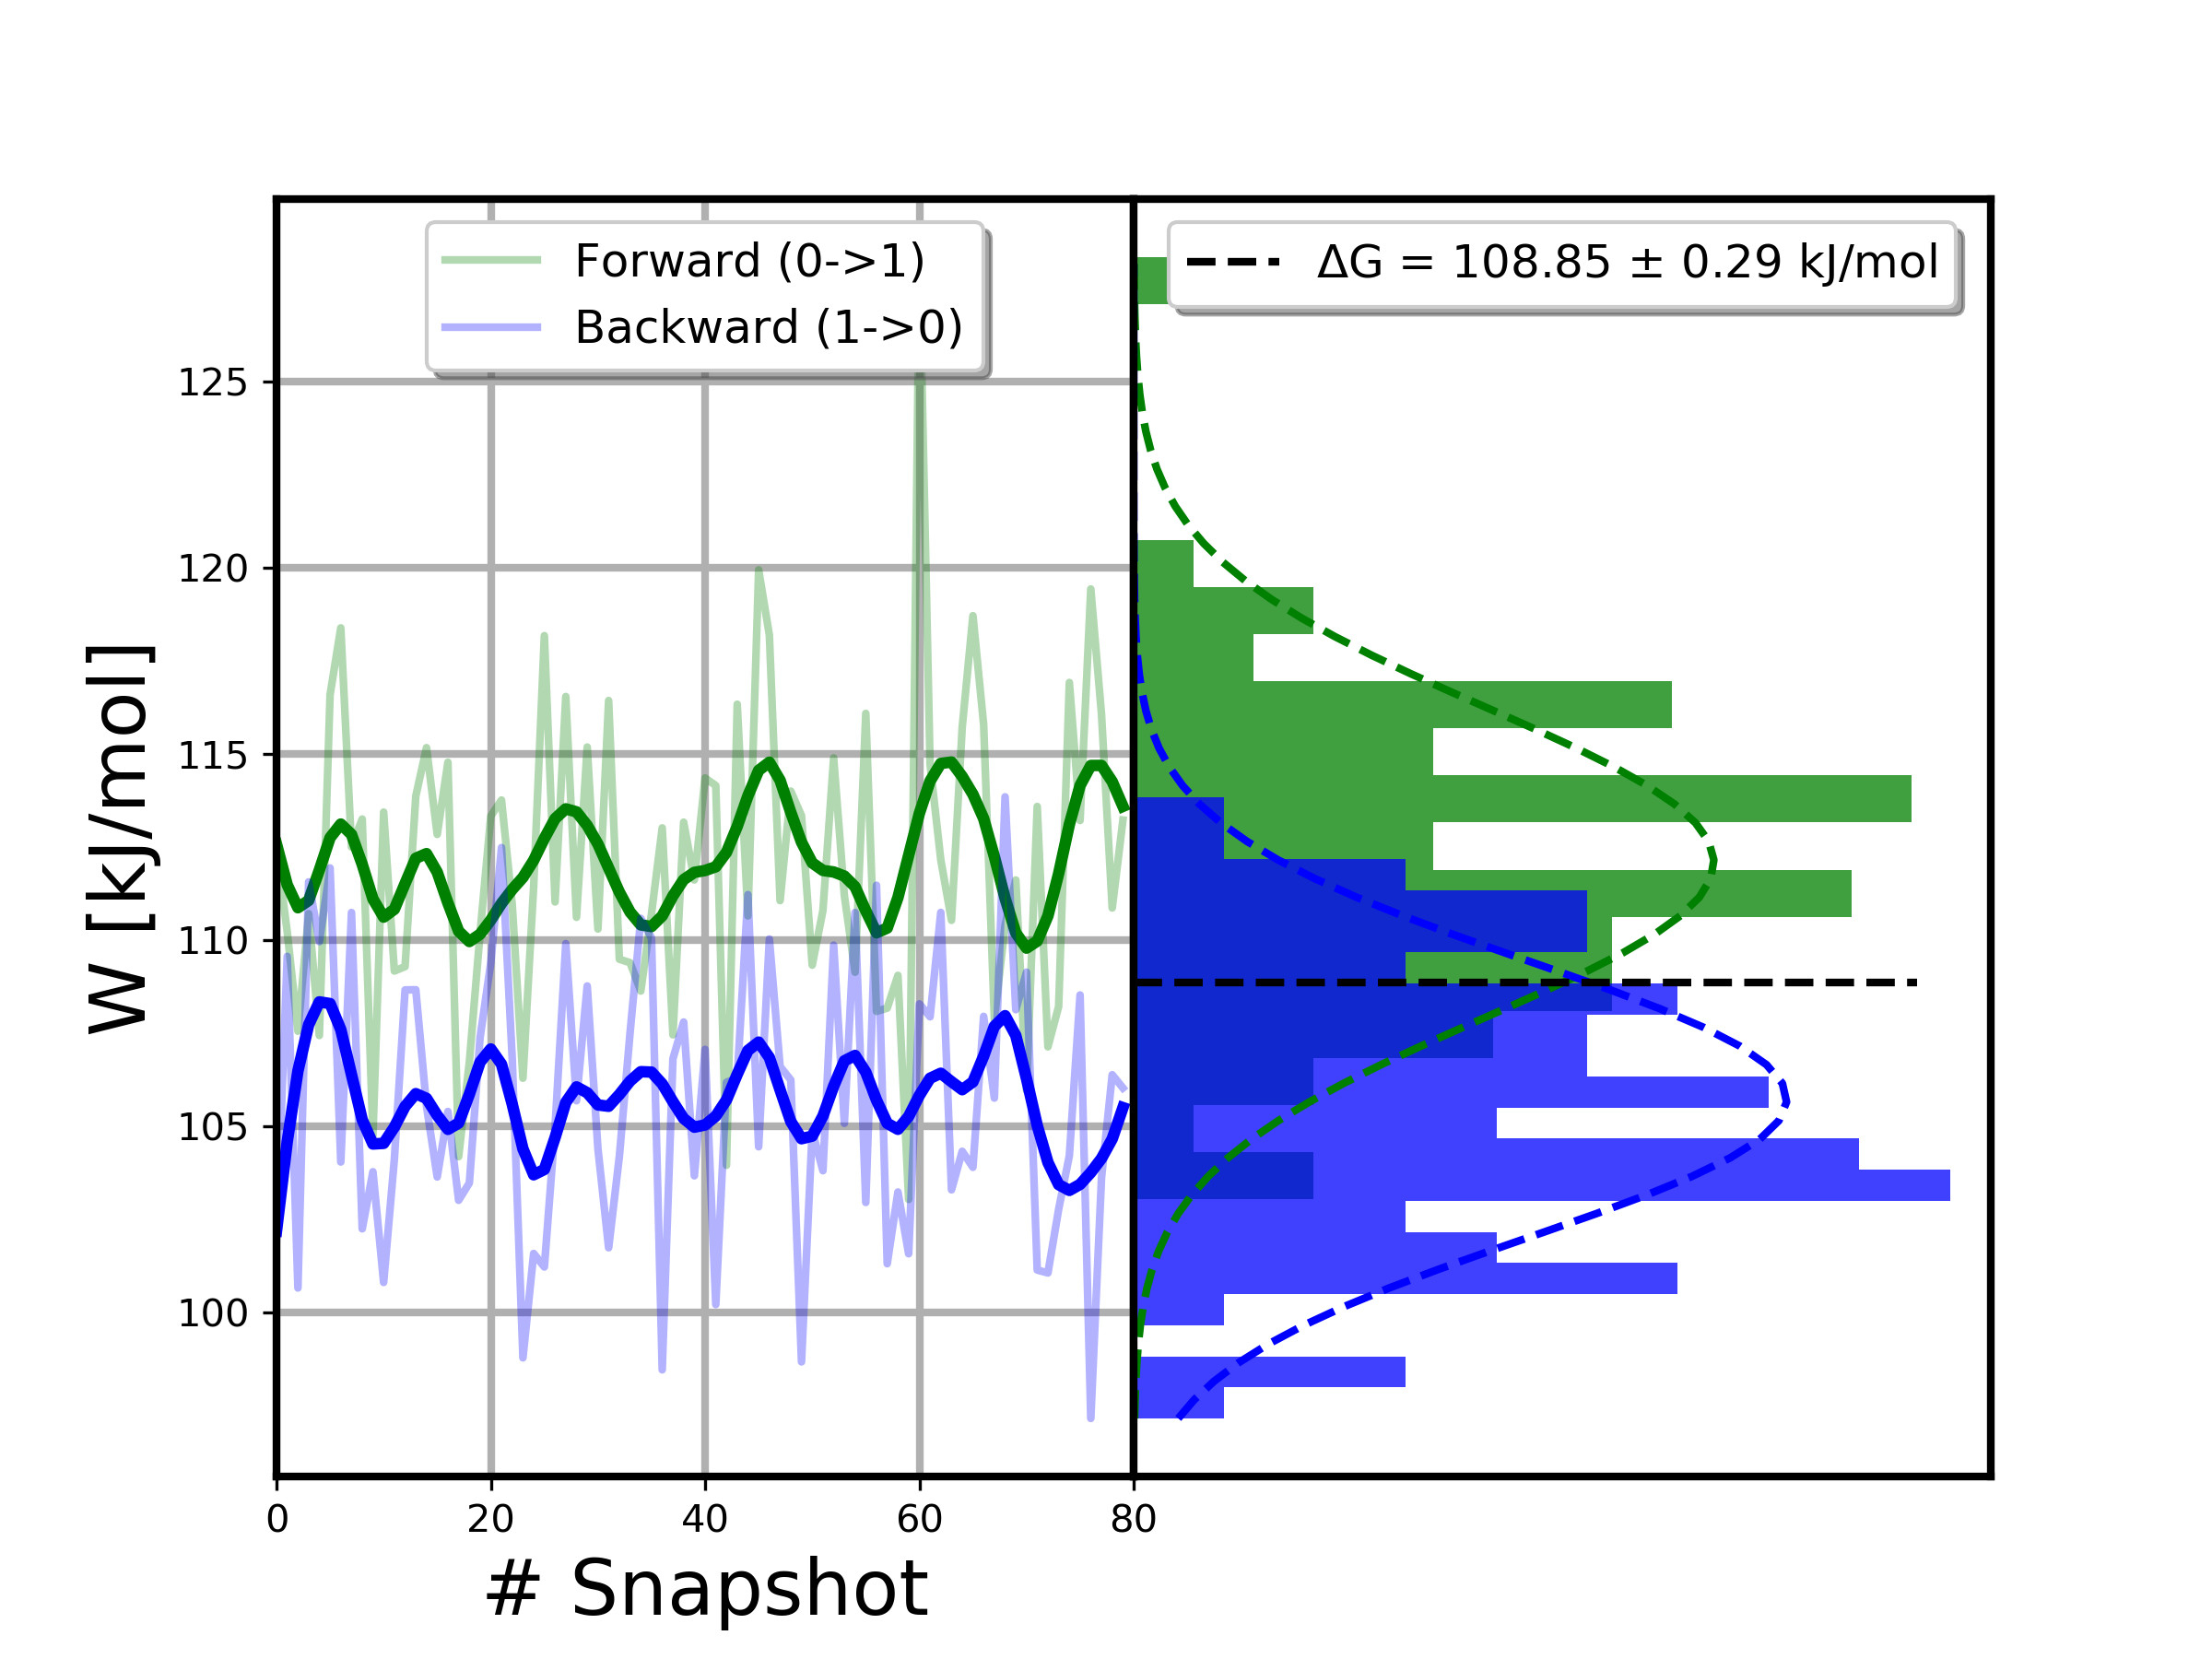 Forward (0->1)
Backward (1->0)
ΔG = 108.85 ± 0.29 kJ/mol
W [kJ/mol]
125
120
115
110
105
100
0 20 40 60 80
# Snapshot